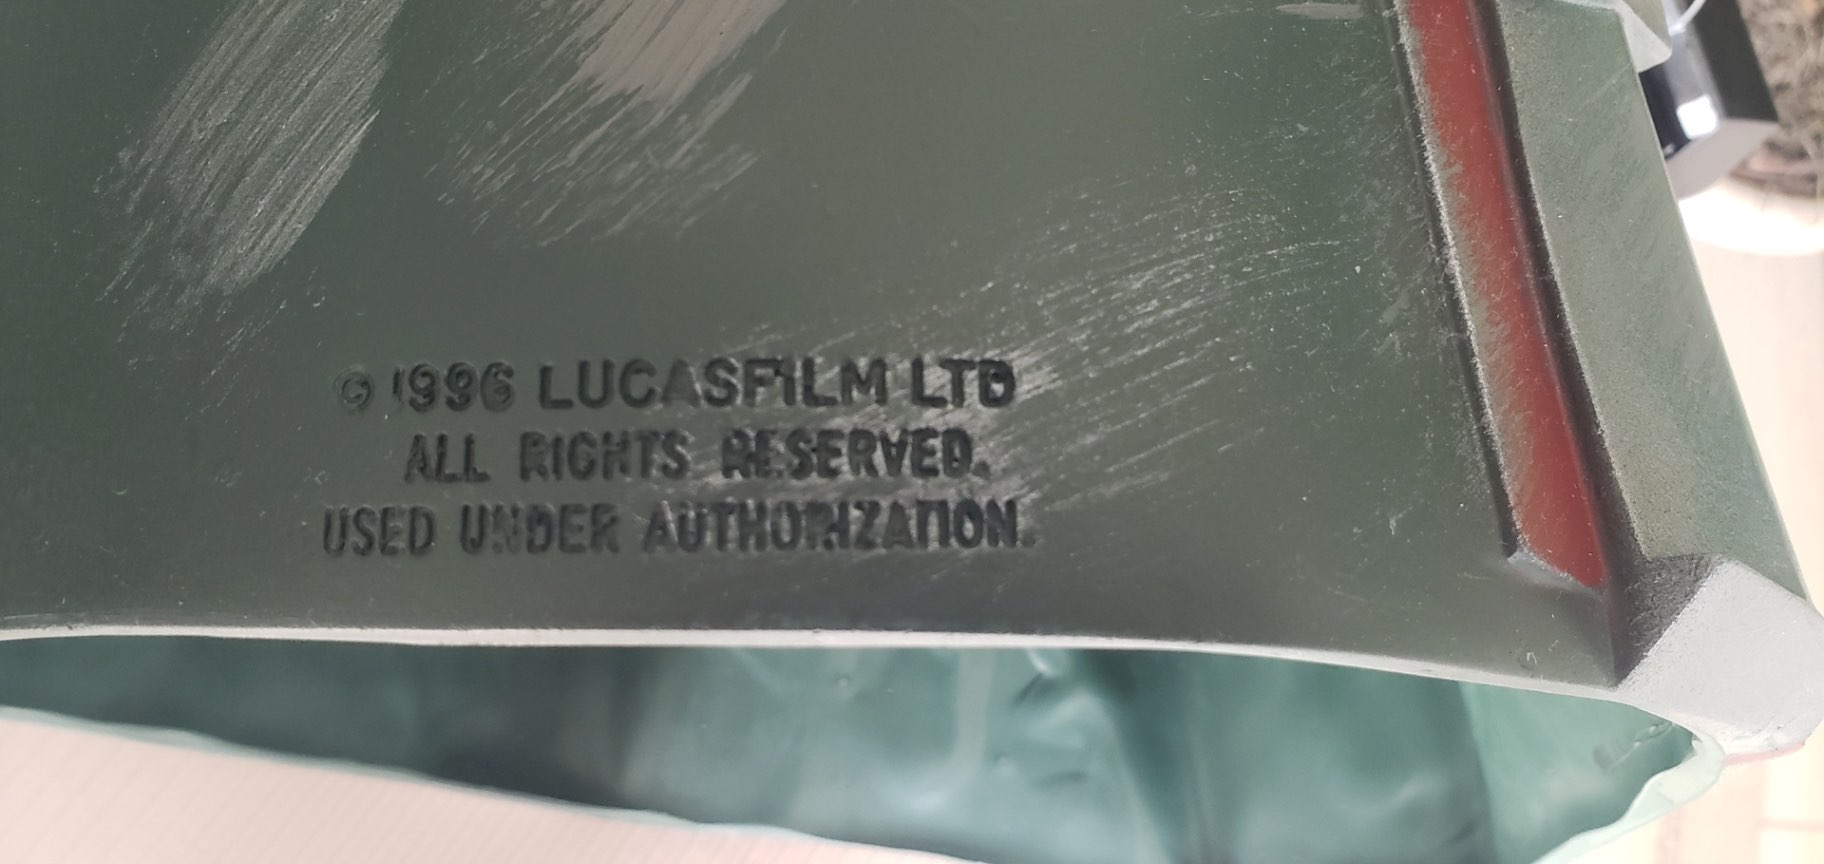 © 1996 LUCASFILM LTD
ALL RIGHTS RESERVED.
USED UNDER AUTHORIZATION.